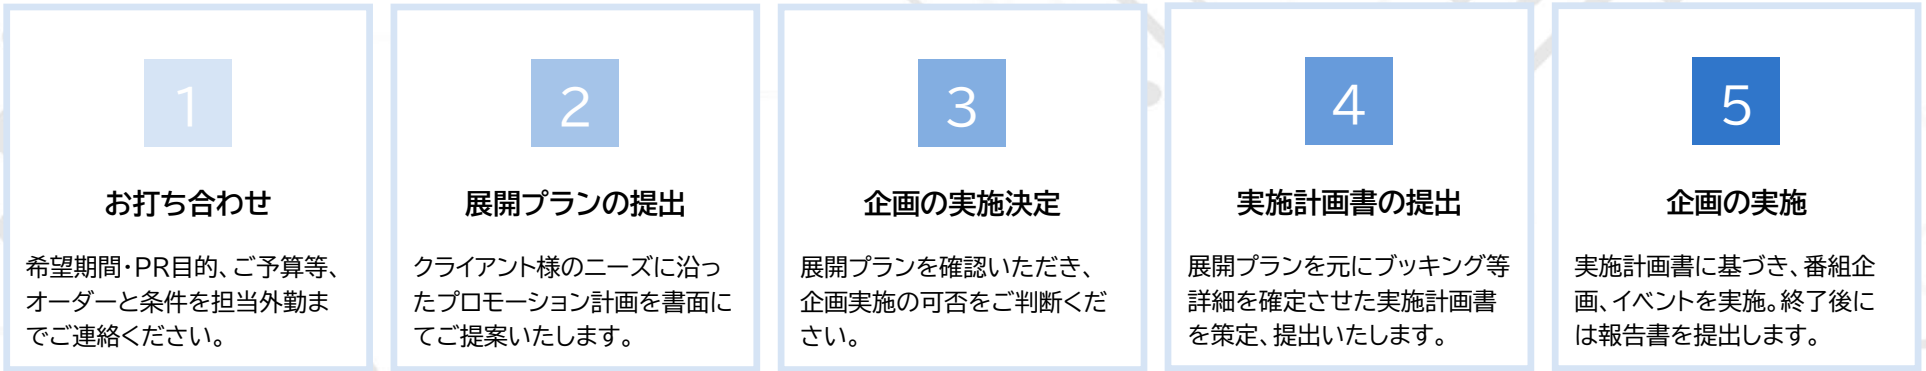 1
お打ち合わせ
希望期間・PR目的、ご予算等、
オーダーと条件を担当外勤ま
でご連絡ください。
2
展開プランの提出
クライアント様のニーズに沿っ
たプロモーション計画を書面に
てご提案いたします。
3
企画の実施決定
展開プランを確認いただき、
企画実施の可否をご判断くだ
さい。
4
実施計画書の提出
展開プランを元にブッキング等
詳細を確定させた実施計画書
を策定、提出いたします。
5
企画の実施
実施計画書に基づき、番組企
画、イベントを実施。終了後に
は報告書を提出します。